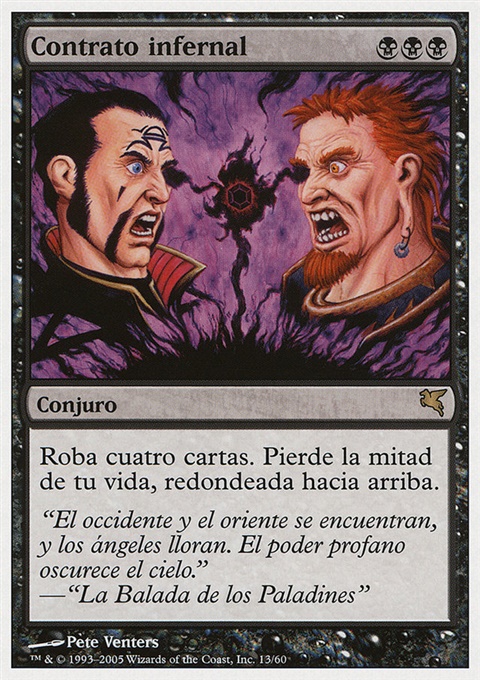 Contrato infernal
Conjuro
Roba cuatro cartas. Pierde la mitad
de tu vida, redondeada hacia arriba.
“El occidente y el oriente se encuentran,
y los ángeles lloran. El poder profano
oscurece el cielo.”
—“La Balada de los Paladines”
Pete Venters
™ & © 1993–2005 Wizards of the Coast, Inc. 13/60